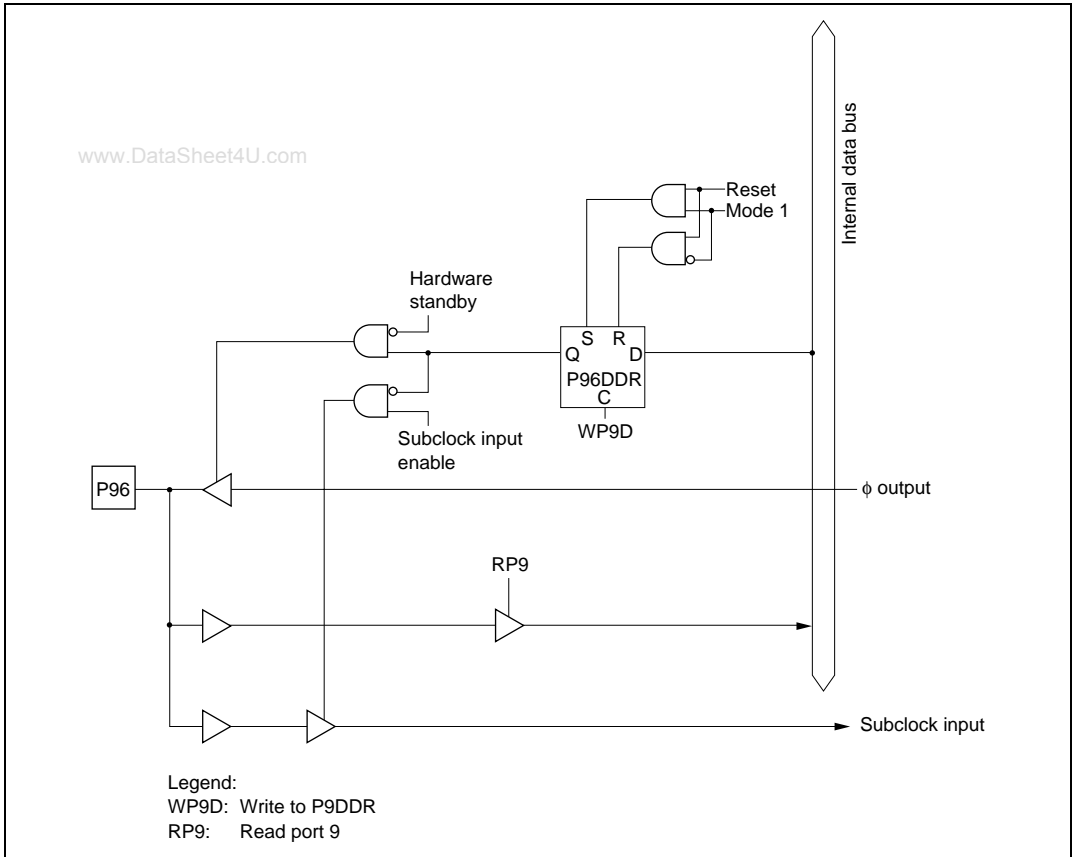 www.DataSheet4U.com
Internal data bus
Reset
Mode 1
Hardware
standby
S R
Q D
P96DDR
C
WP9D
Subclock input
enable
P96
ϕ output
RP9
Subclock input
Legend:
WP9D: Write to P9DDR
RP9: Read port 9